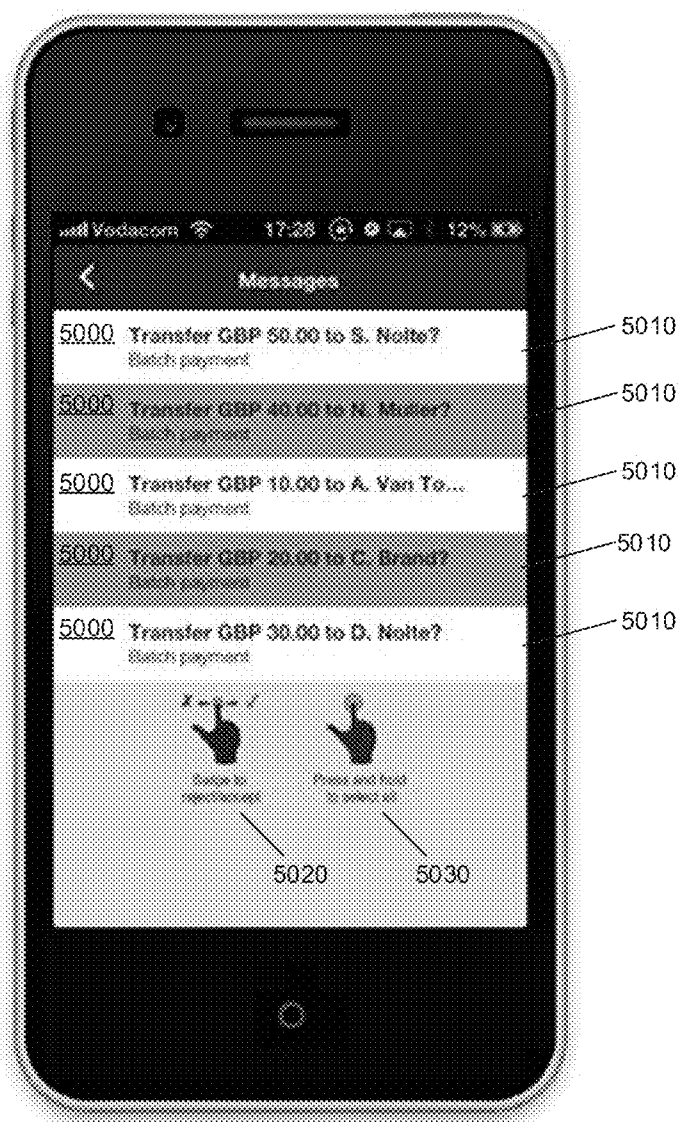 Vodacom 17:28 12%
Messages
5000 Transfer GBP 50.00 to S. Nolte? 5010
Batch payment
5000 Transfer GBP 40.00 to N. Muller? 5010
Batch payment
5000 Transfer GBP 10.00 to A. Van To... 5010
Batch payment
5000 Transfer GBP 20.00 to C. Brand? 5010
Batch payment
5000 Transfer GBP 30.00 to D. Nolte? 5010
Batch payment
x ✓
Swipe to Press and hold
reject/accept to select all
5020 5030